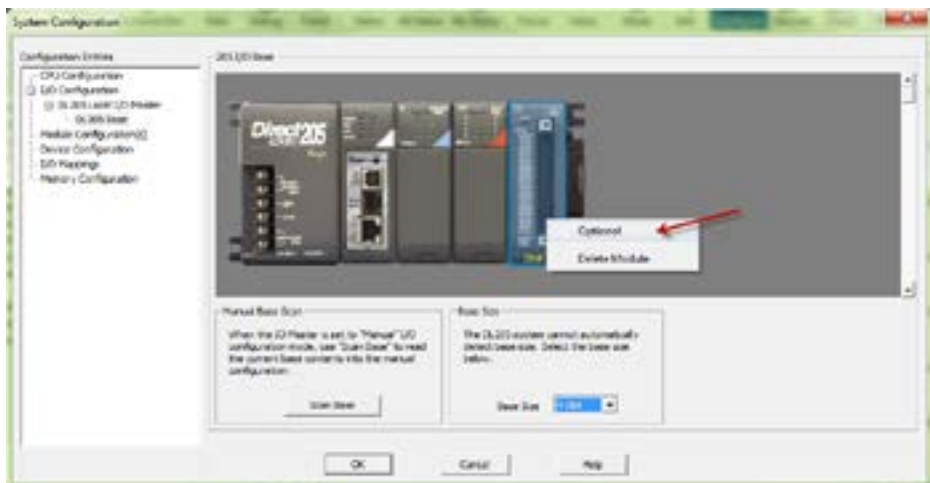 System Configuration
Configuration Entries
CPU Configuration
I/O Configuration
DL205 Local I/O Master
DL205 Base
Module Configuration(s)
Device Configuration
I/O Mappings
Memory Configuration
205 I/O Base
Direct 205
Optional
Delete Module
Manual Base Scan
When the IO Master is set to "Manual" I/O
configuration mode, use "Scan Base" to read
the current base contents into the manual
configuration.
Scan Base
Base Size
The DL205 system cannot automatically
detect base size. Select the base size
below.
Base Size
OK
Cancel
Help